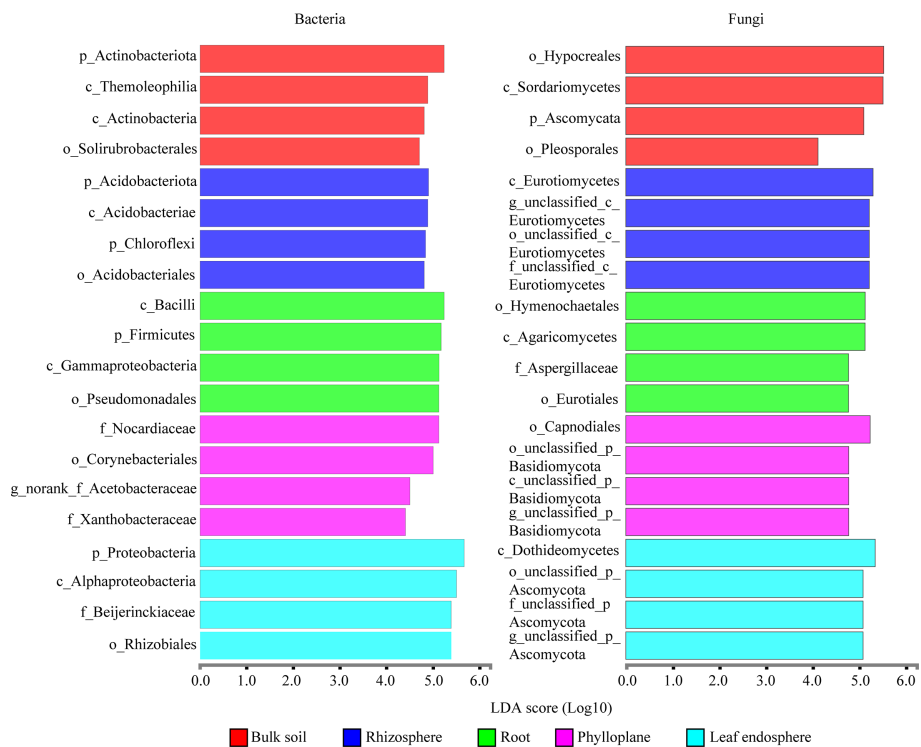 Bacteria
p_Actinobacteriota
c_Themoleophilia
c_Actinobacteria
o_Solirubrobacterales
p_Acidobacteriota
c_Acidobacteriae
p_Chloroflexi
o_Acidobacteriales
c_Bacilli
p_Firmicutes
c_Gammaproteobacteria
o_Pseudomonadales
f_Nocardiaceae
o_Corynebacteriales
g_norank_f_Acetobacteraceae
f_Xanthobacteraceae
p_Proteobacteria
c_Alphaproteobacteria
f_Beijerinckiaceae
o_Rhizobiales
0.0 1.0 2.0 3.0 4.0 5.0 6.0
Fungi
o_Hypocreales
c_Sordariomycetes
p_Ascomycata
o_Pleosporales
c_Eurotiomycetes
g_unclassified_c_
Eurotiomycetes
o_unclassified_c_
Eurotiomycetes
f_unclassified_c_
Eurotiomycetes
o_Hymenochaetales
c_Agaricomycetes
f_Aspergillaceae
o_Eurotiales
o_Capnodiales
o_unclassified_p_
Basidiomycota
c_unclassified_p_
Basidiomycota
g_unclassified_p_
Basidiomycota
c_Dothideomycetes
o_unclassified_p_
Ascomycota
f_unclassified_p
Ascomycota
g_unclassified_p_
Ascomycota
0.0 1.0 2.0 3.0 4.0 5.0 6.0
LDA score (Log10)
Bulk soil Rhizosphere Root Phylloplane Leaf endosphere